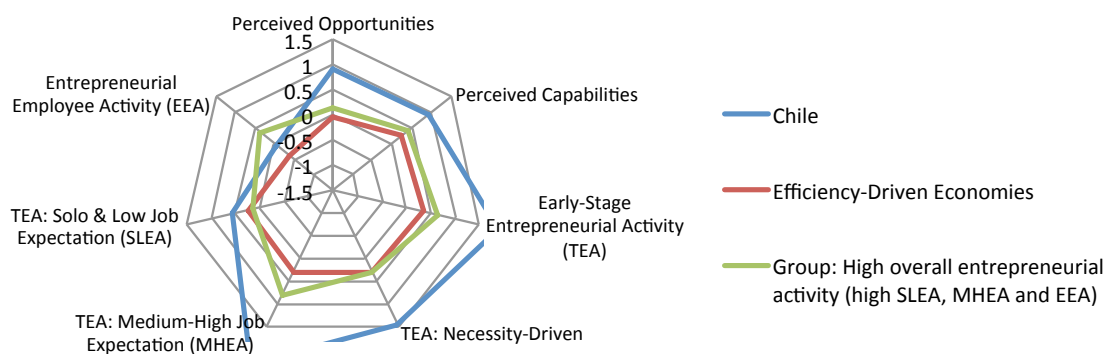 Perceived Opportunities
1.5
1
0.5
0
-0.5
-1
-1.5
Perceived Capabilities
Early-Stage
Entrepreneurial Activity
(TEA)
TEA: Necessity-Driven
TEA: Medium-High Job
Expectation (MHEA)
TEA: Solo & Low Job
Expectation (SLEA)
Entrepreneurial
Employee Activity (EEA)
Chile
Efficiency-Driven Economies
Group: High overall entrepreneurial
activity (high SLEA, MHEA and EEA)